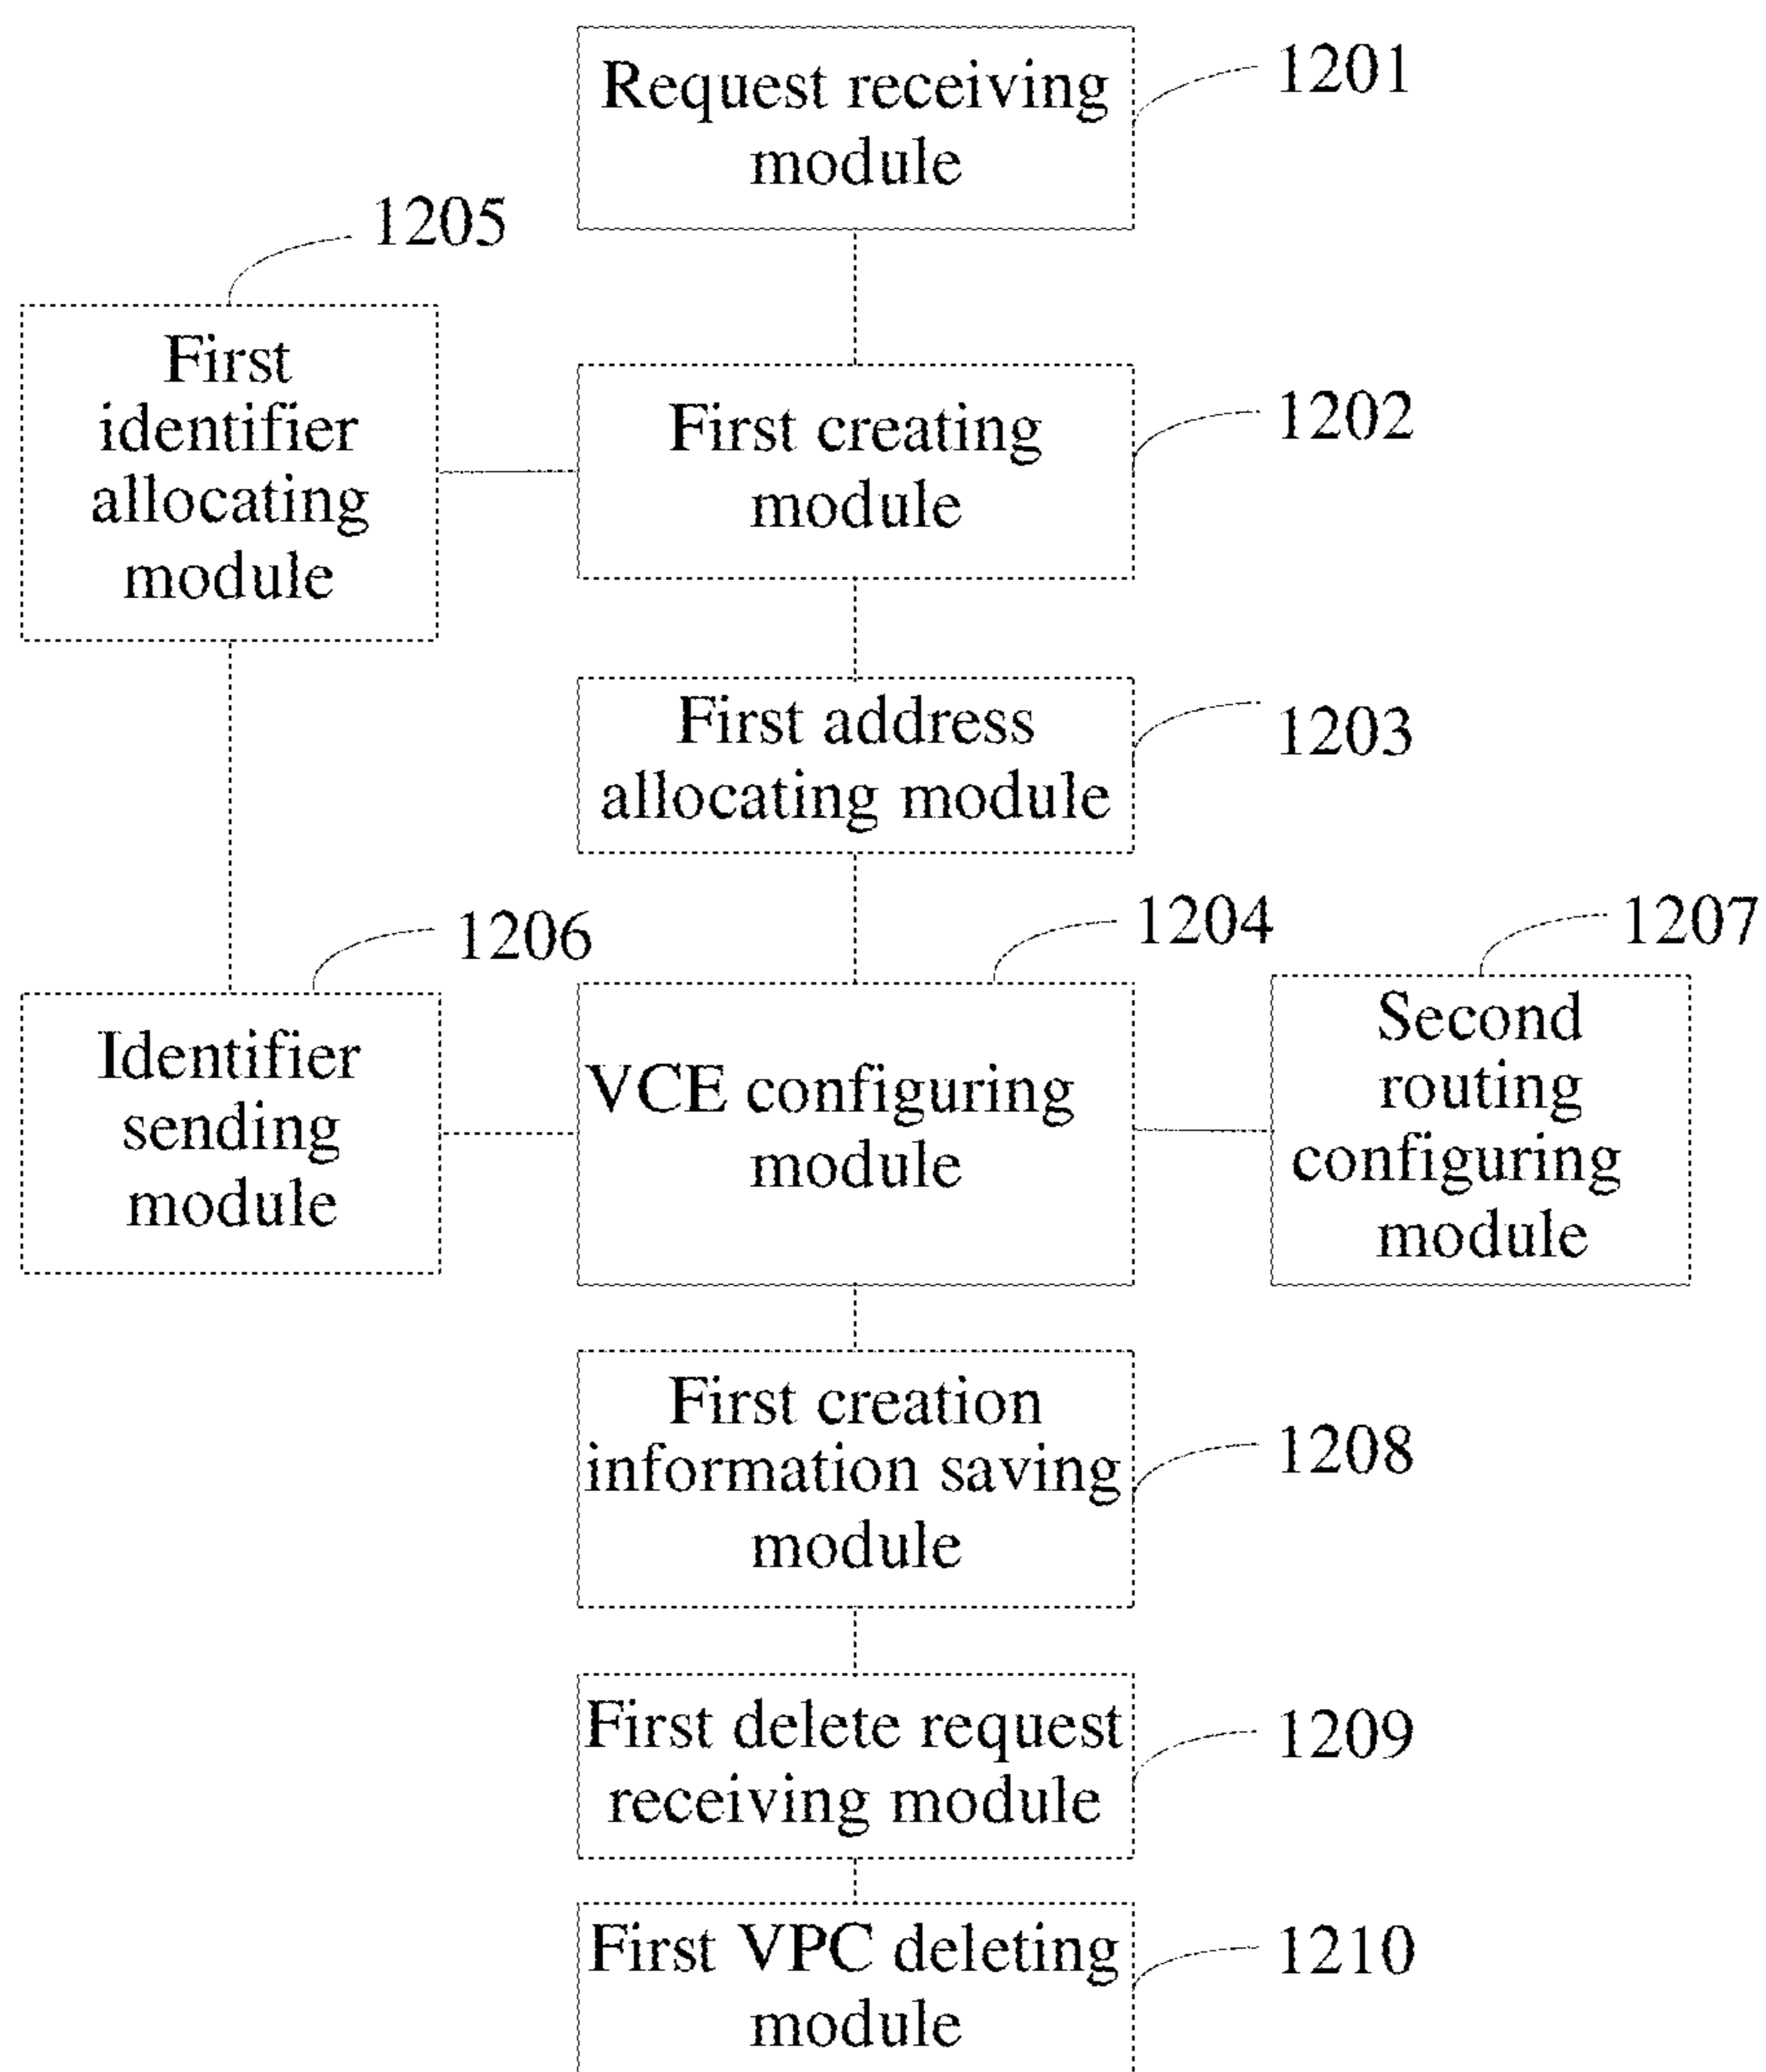 Request receiving
module
1201
1205
First
identifier
allocating
module
First creating
module
1202
First address
allocating module
1203
1206
1204
1207
Identifier
sending
module
VCE configuring
module
Second
routing
configuring
module
First creation
information saving
module
1208
First delete request
receiving module
1209
First VPC deleting
module
1210